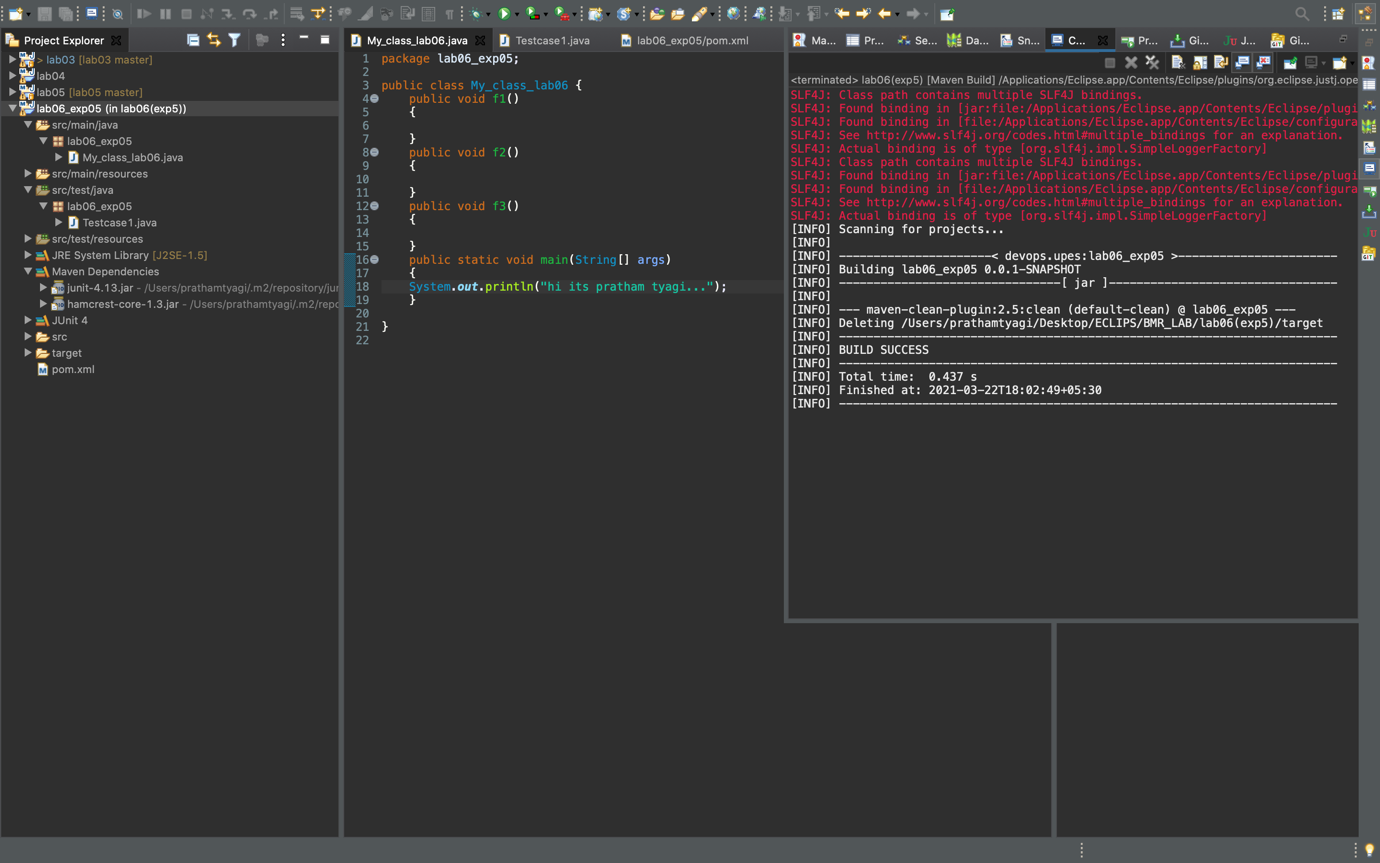 Project Explorer
> lab03 [lab03 master]
lab04
lab05 [lab05 master]
lab06_exp05 (in lab06(exp5))
src/main/java
lab06_exp05
My_class_lab06.java
src/main/resources
src/test/java
lab06_exp05
Testcase1.java
src/test/resources
JRE System Library [J2SE-1.5]
Maven Dependencies
junit-4.13.jar - /Users/prathamtyagi/.m2/repository/jur
hamcrest-core-1.3.jar - /Users/prathamtyagi/.m2/repo
JUnit 4
src
target
pom.xml
My_class_lab06.java
Testcase1.java
lab06_exp05/pom.xml
1 package lab06_exp05;
2
3 public class My_class_lab06 {
4 public void f1()
5 {
6
7 }
8 public void f2()
9 {
10
11 }
12 public void f3()
13 {
14
15 }
16 public static void main(String[] args)
17 {
18 System.out.println("hi its pratham tyagi...");
19 }
20
21 }
22
Ma... Pr... Se... Da... Sn... C... Pr... Gi... J... Gi...
<terminated> lab06(exp5) [Maven Build] /Applications/Eclipse.app/Contents/Eclipse/plugins/org.eclipse.justj.ope
SLF4J: Class path contains multiple SLF4J bindings.
SLF4J: Found binding in [jar:file:/Applications/Eclipse.app/Contents/Eclipse/plugi
SLF4J: Found binding in [file:/Applications/Eclipse.app/Contents/Eclipse/configura
SLF4J: See http://www.slf4j.org/codes.html#multiple_bindings for an explanation.
SLF4J: Actual binding is of type [org.slf4j.impl.SimpleLoggerFactory]
SLF4J: Class path contains multiple SLF4J bindings.
SLF4J: Found binding in [jar:file:/Applications/Eclipse.app/Contents/Eclipse/plugi
SLF4J: Found binding in [file:/Applications/Eclipse.app/Contents/Eclipse/configura
SLF4J: See http://www.slf4j.org/codes.html#multiple_bindings for an explanation.
SLF4J: Actual binding is of type [org.slf4j.impl.SimpleLoggerFactory]
[INFO] Scanning for projects...
[INFO]
[INFO] ----------------------< devops.upes:lab06_exp05 >-----------------------
[INFO] Building lab06_exp05 0.0.1-SNAPSHOT
[INFO] --------------------------------[ jar ]---------------------------------
[INFO]
[INFO] --- maven-clean-plugin:2.5:clean (default-clean) @ lab06_exp05 ---
[INFO] Deleting /Users/prathamtyagi/Desktop/ECLIPS/BMR_LAB/lab06(exp5)/target
[INFO] ------------------------------------------------------------------------
[INFO] BUILD SUCCESS
[INFO] ------------------------------------------------------------------------
[INFO] Total time:  0.437 s
[INFO] Finished at: 2021-03-22T18:02:49+05:30
[INFO] ------------------------------------------------------------------------